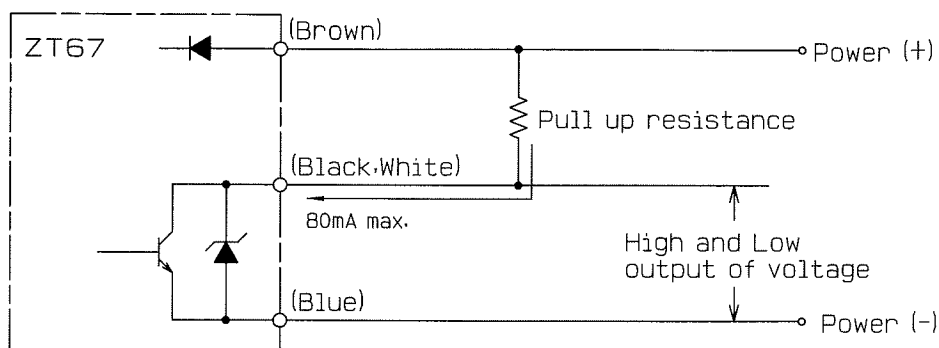 (Brown)
ZT67
Power (+)
Pull up resistance
(Black,White)
80mA max.
High and Low
output of voltage
(Blue)
Power (-)